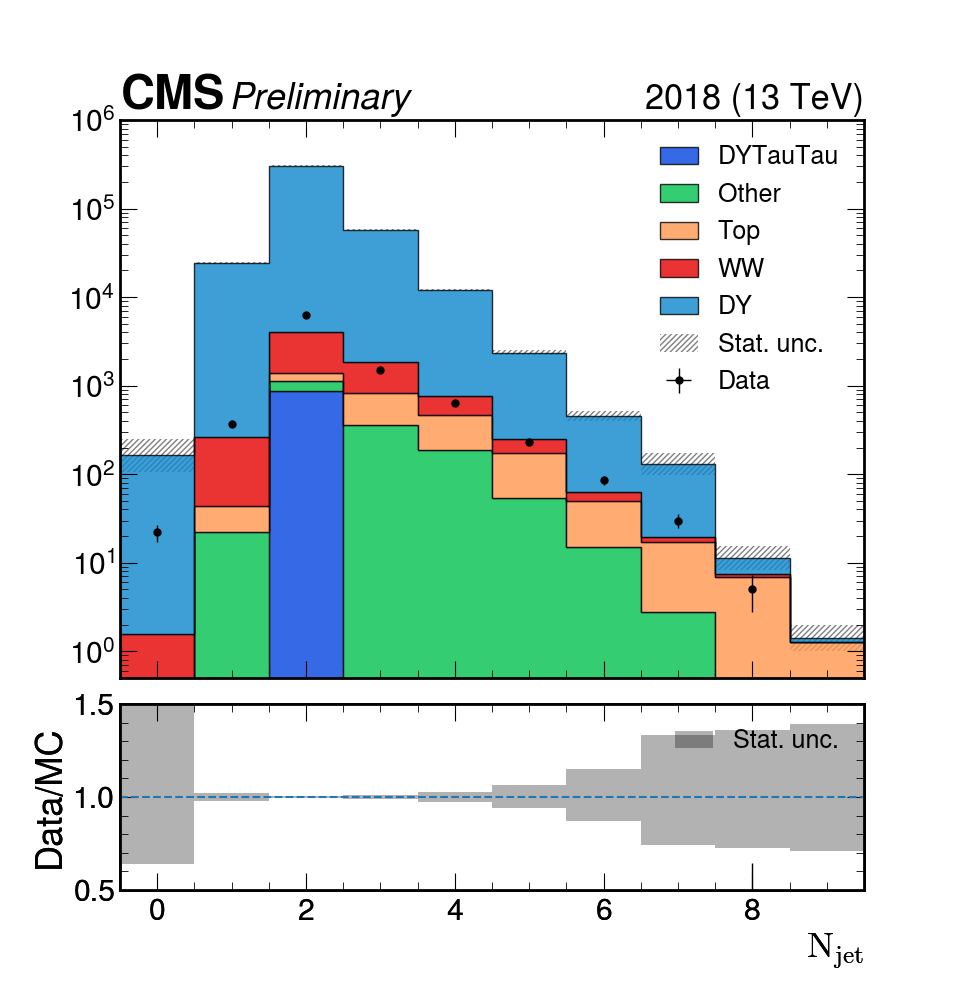 CMS Preliminary 2018 (13 TeV)
10^6
10^5
10^4
10^3
10^2
10^1
10^0
DYTauTau
Other
Top
WW
DY
Stat. unc.
Data
Data/MC
1.5
1.0
0.5
Stat. unc.
0 2 4 6 8
N_jet